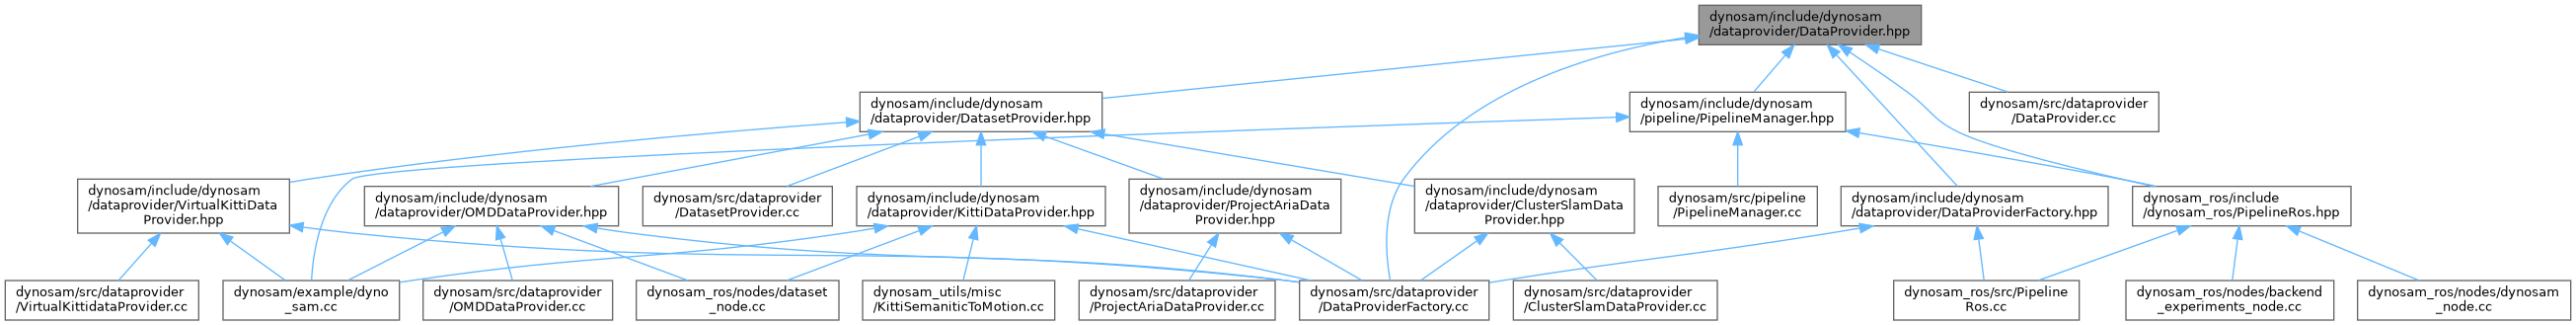 dynosam/include/dynosam
/dataprovider/DataProvider.hpp
dynosam/include/dynosam
/dataprovider/DatasetProvider.hpp
dynosam/include/dynosam
/pipeline/PipelineManager.hpp
dynosam/src/dataprovider
/DataProvider.cc
dynosam/include/dynosam
/dataprovider/VirtualKittiData
Provider.hpp
dynosam/include/dynosam
/dataprovider/OMDDataProvider.hpp
dynosam/src/dataprovider
/DatasetProvider.cc
dynosam/include/dynosam
/dataprovider/KittiDataProvider.hpp
dynosam/include/dynosam
/dataprovider/ProjectAriaData
Provider.hpp
dynosam/include/dynosam
/dataprovider/ClusterSlamData
Provider.hpp
dynosam/src/pipeline
/PipelineManager.cc
dynosam/include/dynosam
/dataprovider/DataProviderFactory.hpp
dynosam_ros/include
/dynosam_ros/PipelineRos.hpp
dynosam/src/dataprovider
/VirtualKittidataProvider.cc
dynosam/example/dyno
_sam.cc
dynosam/src/dataprovider
/OMDDataProvider.cc
dynosam_ros/nodes/dataset
_node.cc
dynosam_utils/misc
/KittiSemaniticToMotion.cc
dynosam/src/dataprovider
/ProjectAriaDataProvider.cc
dynosam/src/dataprovider
/DataProviderFactory.cc
dynosam/src/dataprovider
/ClusterSlamDataProvider.cc
dynosam_ros/src/Pipeline
Ros.cc
dynosam_ros/nodes/backend
_experiments_node.cc
dynosam_ros/nodes/dynosam
_node.cc